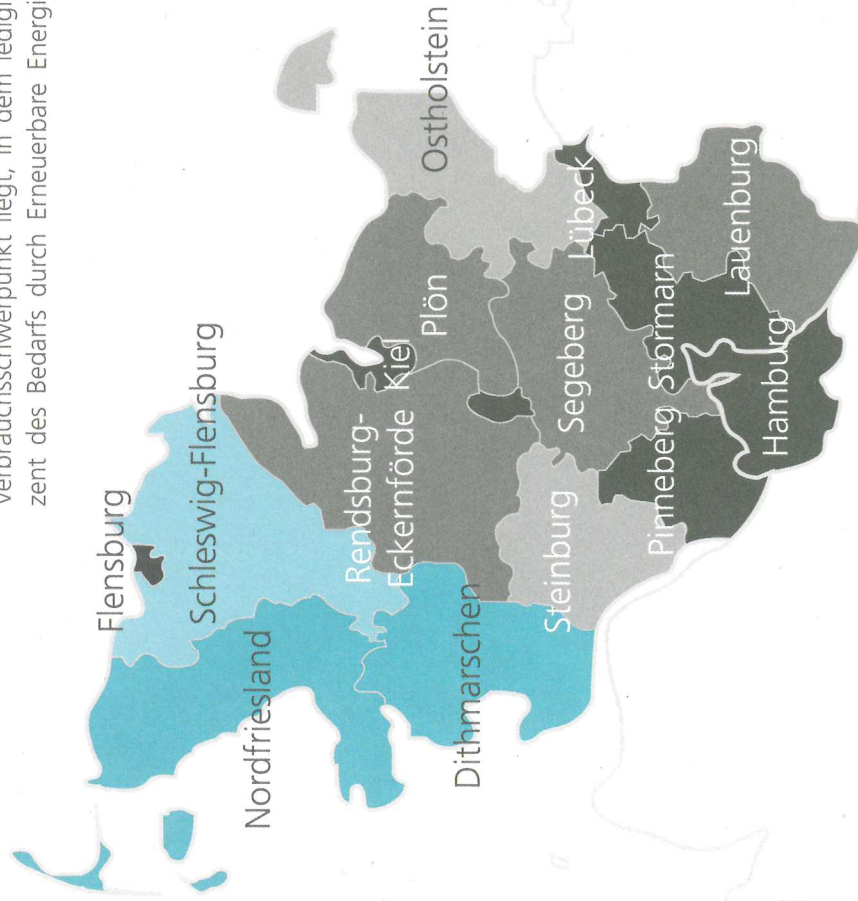 verbrauchsschwerpunkt liegt, in dem ledigl
zent des Bedarfs durch Erneuerbare Energi
Flensburg
Schleswig-Flensburg
Nordfriesland
Rendsburg-
Eckernförde
Kiel
Plön
Ostholstein
Dithmarschen
Steinburg
Segeberg
Lübeck
Pinneberg
Stormarn
Lauenburg
Hamburg